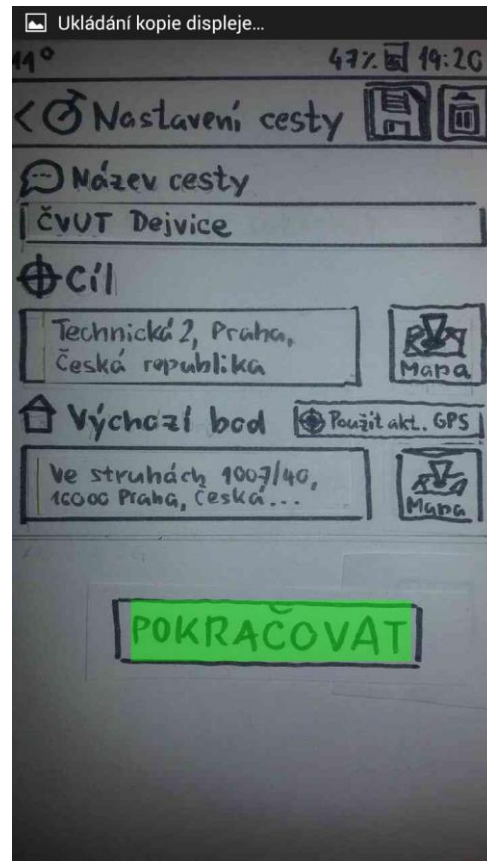 Ukládání kopie displeje...
11° 47% 19:20
< Nastavení cesty
Název cesty
ČVUT Dejvice
Cíl
Technická 2, Praha,
Česká republika
Mapa
Výchozí bod
Použít akt. GPS
Ve struhách 1007/40,
16000 Praha, Česká...
Mapa
POKRAČOVAT